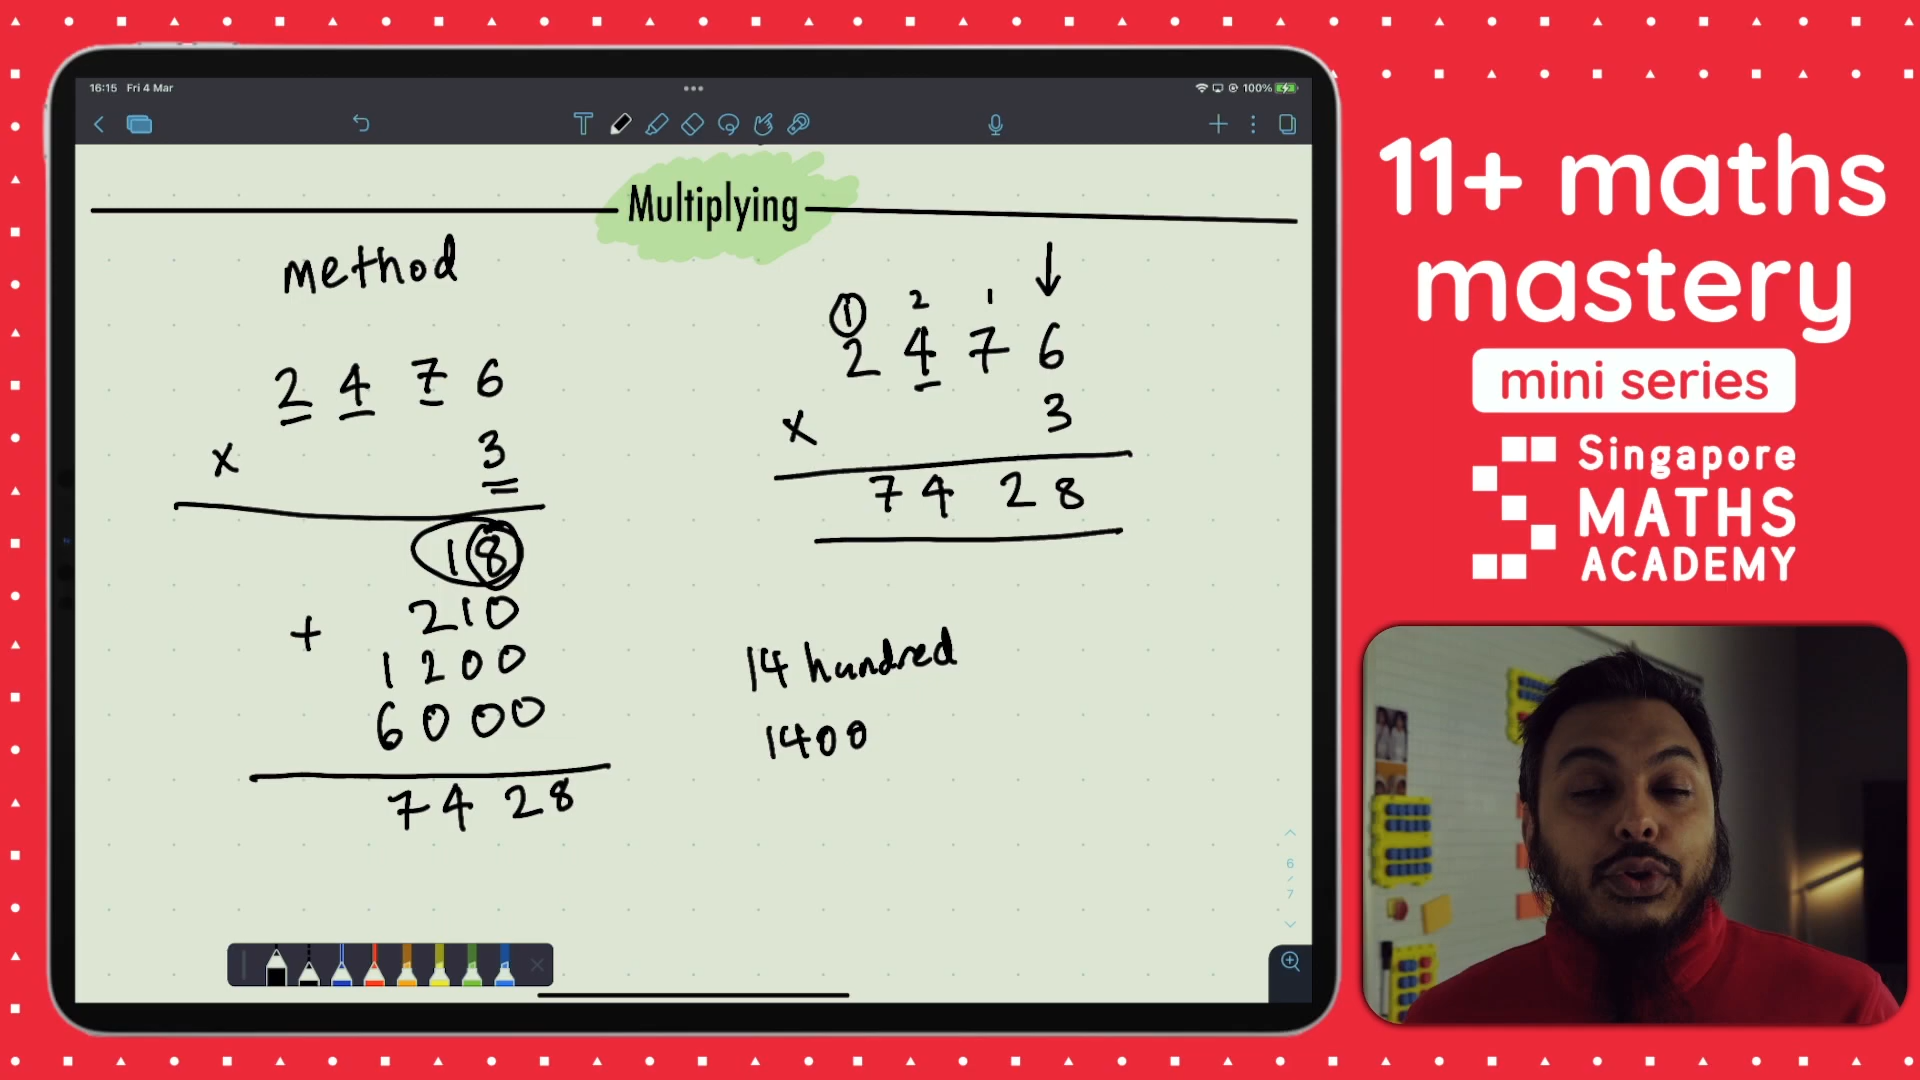 16:15 Fri 4 Mar
100%
Multiplying
method
2 4 7 6
x 3
18
+ 210
1200
6000
7428
1 2 1
2 4 7 6
x 3
7 4 2 8
14 hundred
1400
6
7
11+ maths
mastery
mini series
Singapore
MATHS
ACADEMY